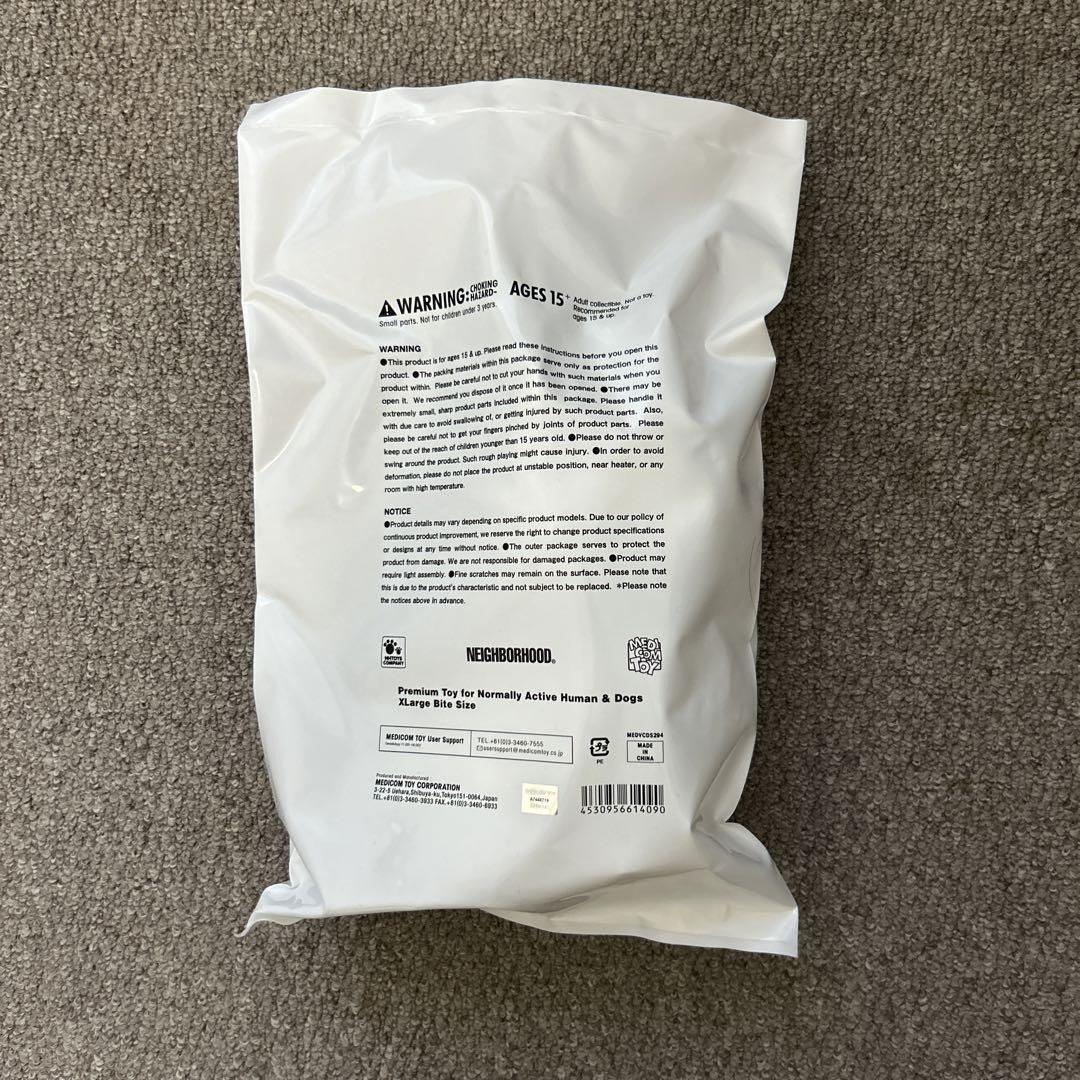 WARNING: CHOKING HAZARD-
Small parts. Not for children under 3 years.
AGES 15+
Adult collectible. Not a toy.
Recommended for
ages 15 & up.
WARNING
●This product is for ages 15 & up. Please read these instructions before you open this
product. ●The packing materials within this package serve only as protection for the
product within. Please be careful not to cut your hands with such materials when you
open it. We recommend you dispose of it once it has been opened. ●There may be
extremely small, sharp product parts included within this package. Please handle it
with due care to avoid swallowing of, or getting injured by such product parts. Also,
please be careful not to get your fingers pinched by joints of product parts. Please
keep out of the reach of children younger than 15 years old. ●Please do not throw or
swing around the product. Such rough playing might cause injury. ●In order to avoid
deformation, please do not place the product at unstable position, near heater, or any
room with high temperature.
NOTICE
●Product details may vary depending on specific product models. Due to our policy of
continuous product improvement, we reserve the right to change product specifications
or designs at any time without notice. ●The outer package serves to protect the
product from damage. We are not responsible for damaged packages. ●Product may
require light assembly. ●Fine scratches may remain on the surface. Please note that
this is due to the product's characteristic and not subject to be replaced. *Please note
the notices above in advance.
NHTOYS
COMPANY
NEIGHBORHOOD®
MEDI
COM
TOY
Premium Toy for Normally Active Human & Dogs
XLarge Bite Size
MEDICOM TOY User Support
TEL.+81(0)3-3460-7555
usersupport@medicomtoy.co.jp
プラ
PE
MEDVCDS294
MADE
IN
CHINA
Produced and Manufactured
MEDICOM TOY CORPORATION
3-22-5 Uehara,Shibuya-ku,Tokyo151-0064,Japan
TEL.+81(0)3-3460-3933 FAX.+81(0)3-3460-6933
A7448719
4530956614090